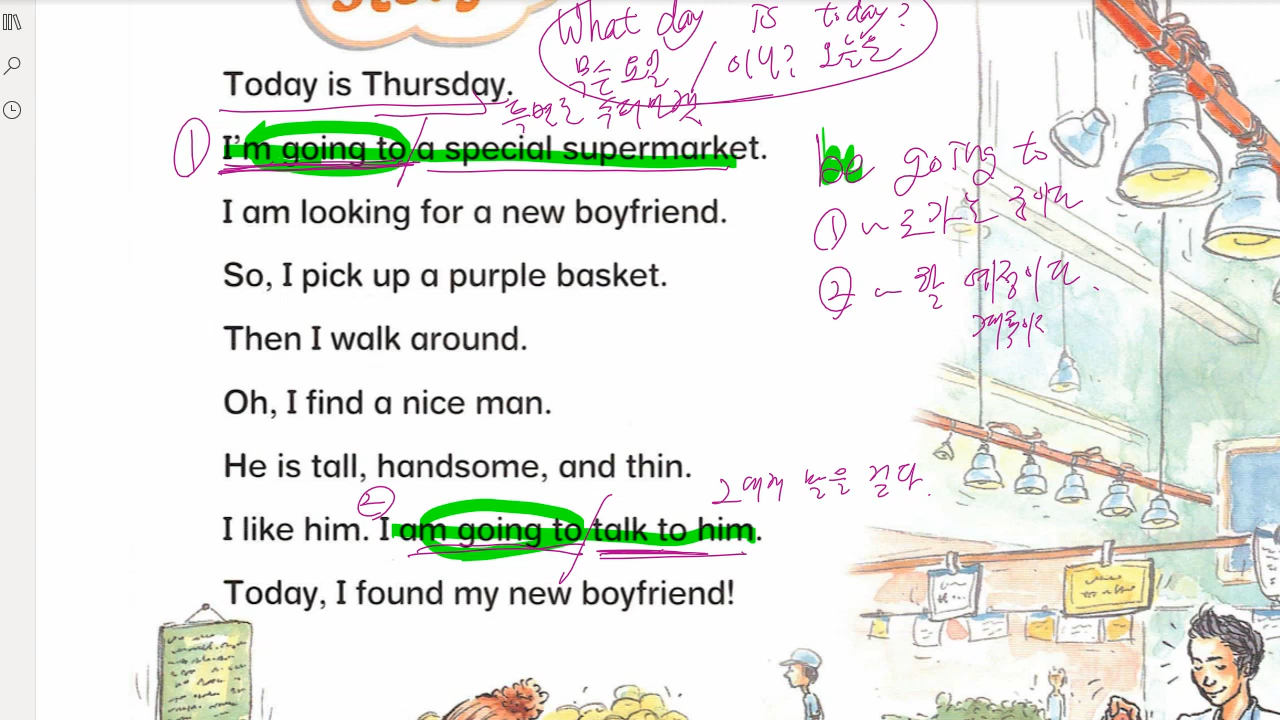 Story
What day is today?
무슨 요일 / 이니? 오늘은
Today is Thursday.
특별한 슈퍼마켓
① I'm going to / a special supermarket.
be going to
I am looking for a new boyfriend.
① ~로 가는 중이다
So, I pick up a purple basket.
② ~할 예정이다.
Then I walk around.
Oh, I find a nice man.
He is tall, handsome, and thin.
그에게 말을 걸다.
② I like him. I am going to / talk to him.
Today, I found my new boyfriend!